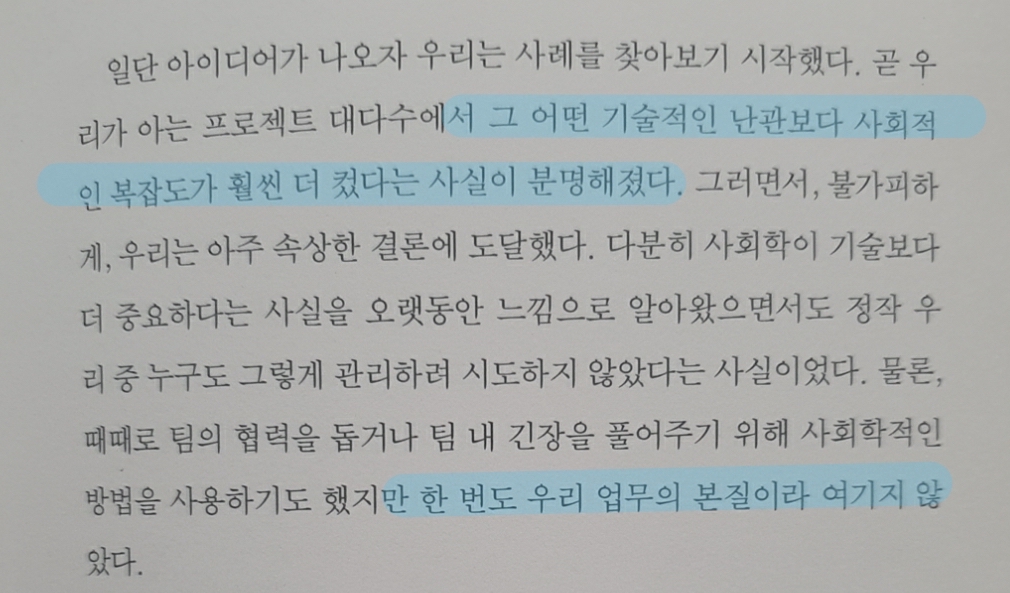 일단 아이디어가 나오자 우리는 사례를 찾아보기 시작했다. 곧 우
리가 아는 프로젝트 대다수에서 그 어떤 기술적인 난관보다 사회적
인 복잡도가 훨씬 더 컸다는 사실이 분명해졌다. 그러면서, 불가피하
게, 우리는 아주 속상한 결론에 도달했다. 다분히 사회학이 기술보다
더 중요하다는 사실을 오랫동안 느낌으로 알아왔으면서도 정작 우
리 중 누구도 그렇게 관리하려 시도하지 않았다는 사실이었다. 물론,
때때로 팀의 협력을 돕거나 팀 내 긴장을 풀어주기 위해 사회학적인
방법을 사용하기도 했지만 한 번도 우리 업무의 본질이라 여기지 않
았다.